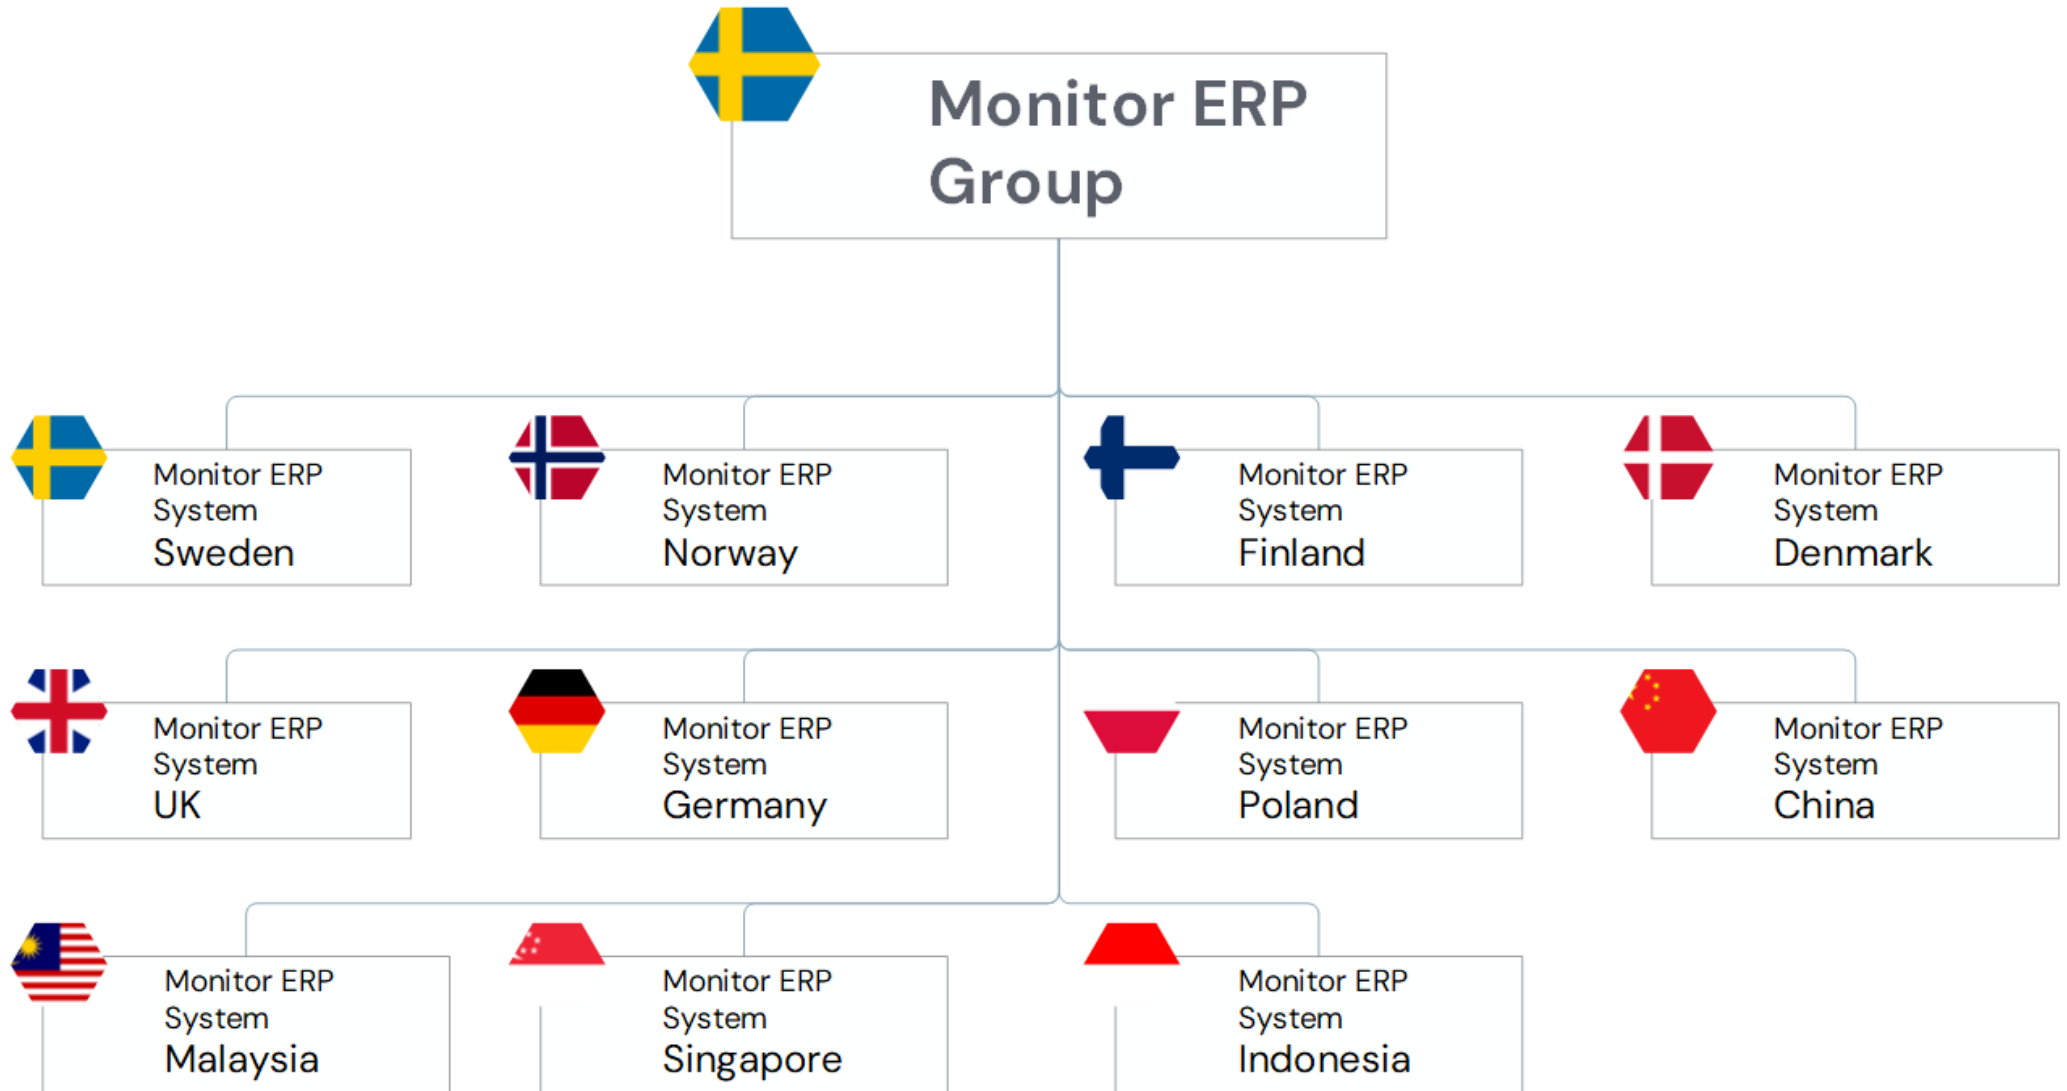 Monitor ERP
Group
Monitor ERP
System
Sweden
Monitor ERP
System
Norway
Monitor ERP
System
Finland
Monitor ERP
System
Denmark
Monitor ERP
System
UK
Monitor ERP
System
Germany
Monitor ERP
System
Poland
Monitor ERP
System
China
Monitor ERP
System
Malaysia
Monitor ERP
System
Singapore
Monitor ERP
System
Indonesia